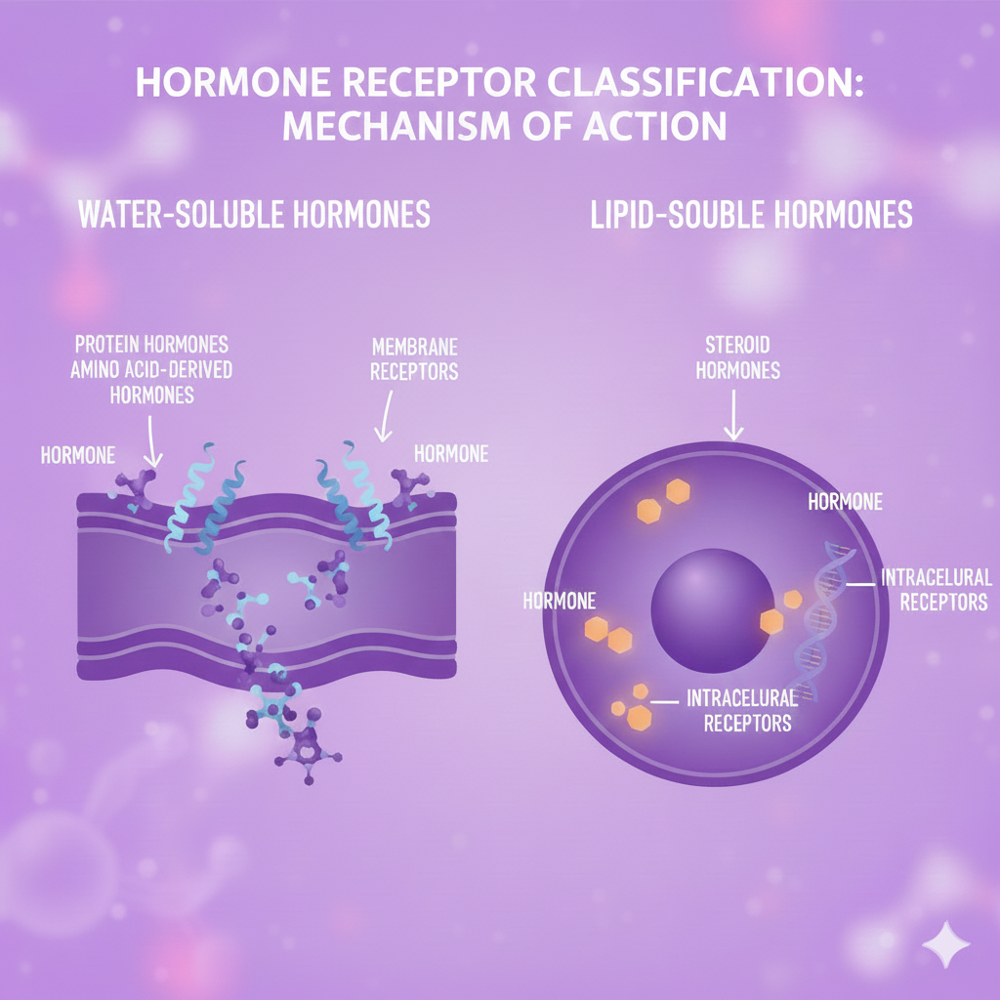 HORMONE RECEPTOR CLASSIFICATION:
MECHANISM OF ACTION
WATER-SOLUBLE HORMONES
LIPID-SOUBLE HORMONES
PROTEIN HORMONES
AMINO ACID-DERIVED
HORMONES
MEMBRANE
RECEPTORS
HORMONE
HORMONE
STEROID
HORMONES
HORMONE
INTRACELURAL
RECEPTORS
HORMONE
INTRACELURAL
RECEPTORS